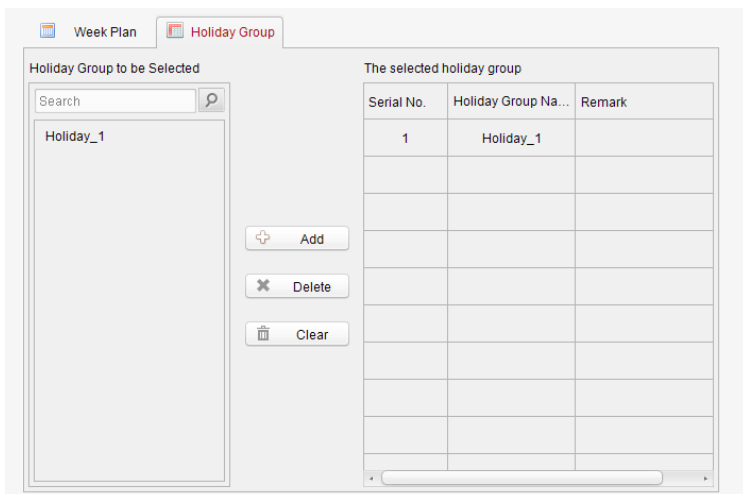 Week Plan Holiday Group
Holiday Group to be Selected The selected holiday group
Search Serial No. Holiday Group Na... Remark
Holiday_1 1 Holiday_1
Add
Delete
Clear